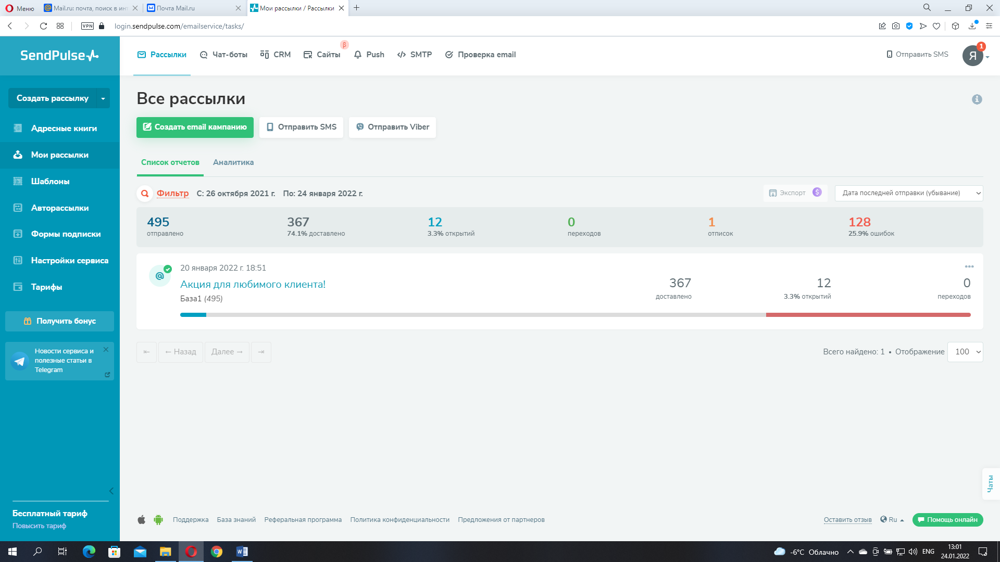 Меню
Mail.ru: почта, поиск в инт
Почта Mail.ru
Мои рассылки / Рассылки
VPN
login.sendpulse.com/emailservice/tasks/
SendPulse
Рассылки
Чат-боты
CRM
Сайты
β
Push
SMTP
Проверка email
Отправить SMS
Я
1
Создать рассылку
Адресные книги
Мои рассылки
Шаблоны
Авторассылки
Формы подписки
Настройки сервиса
Тарифы
Получить бонус
Новости сервиса и
полезные статьи в
Telegram
Бесплатный тариф
Повысить тариф
Все рассылки
Создать email кампанию
Отправить SMS
Отправить Viber
Список отчетов
Аналитика
Фильтр
С: 26 октября 2021 г. По: 24 января 2022 г.
Экспорт
$
Дата последней отправки (убывание)
495
отправлено
367
74.1% доставлено
12
3.3% открытий
0
переходов
1
отписок
128
25.9% ошибок
@
20 января 2022 г. 18:51
Акция для любимого клиента!
База1 (495)
367
доставлено
12
3.3% открытий
0
переходов
← Назад
Далее →
Всего найдено: 1 • Отображение
100
Чаты
Поддержка
База знаний
Реферальная программа
Политика конфиденциальности
Предложения от партнеров
Оставить отзыв
Ru
Помощь онлайн
-6°C Облачно
ENG
13:01
24.01.2022